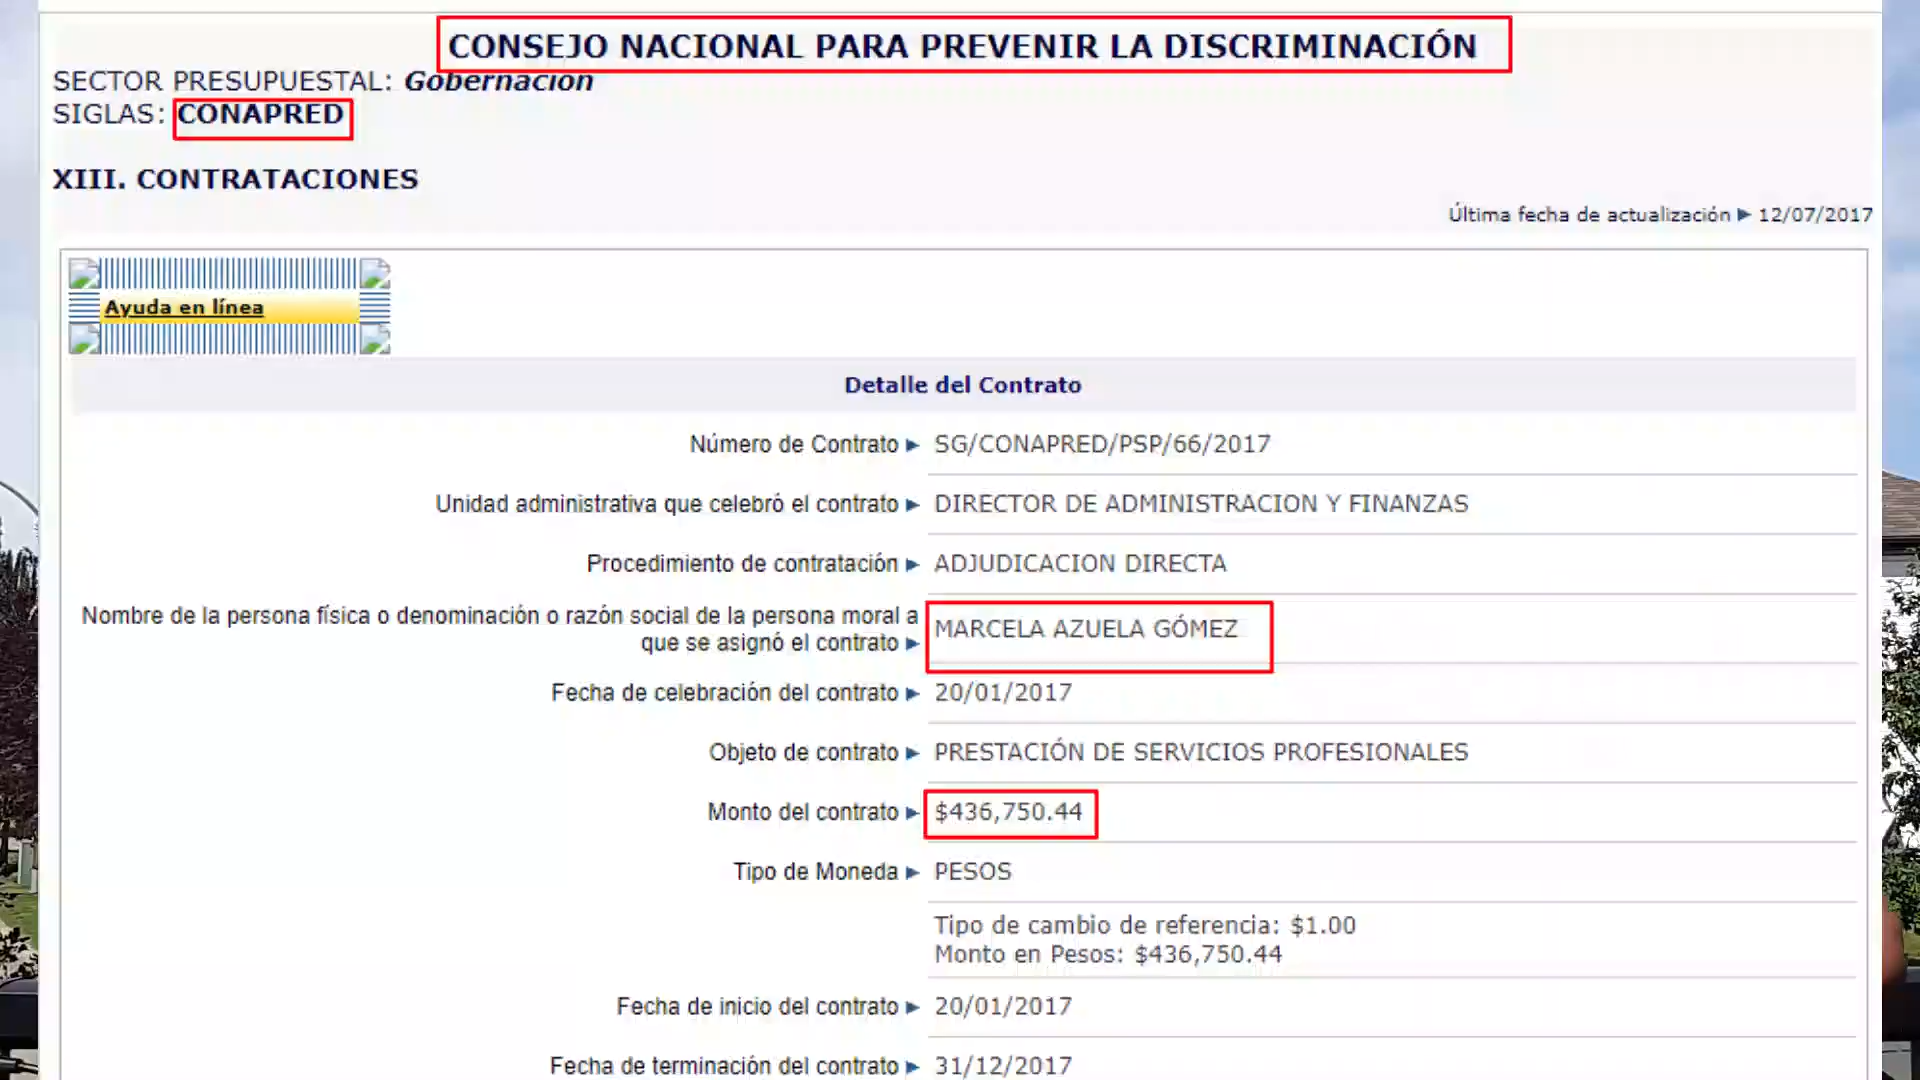 CONSEJO NACIONAL PARA PREVENIR LA DISCRIMINACIÓN
SECTOR PRESUPUESTAL: Gobernación
SIGLAS: CONAPRED
XIII. CONTRATACIONES
Última fecha de actualización ► 12/07/2017
Ayuda en línea
Detalle del Contrato
Número de Contrato ► SG/CONAPRED/PSP/66/2017
Unidad administrativa que celebró el contrato ► DIRECTOR DE ADMINISTRACION Y FINANZAS
Procedimiento de contratación ► ADJUDICACION DIRECTA
Nombre de la persona física o denominación o razón social de la persona moral a
que se asignó el contrato ► MARCELA AZUELA GÓMEZ
Fecha de celebración del contrato ► 20/01/2017
Objeto de contrato ► PRESTACIÓN DE SERVICIOS PROFESIONALES
Monto del contrato ► $436,750.44
Tipo de Moneda ► PESOS
Tipo de cambio de referencia: $1.00
Monto en Pesos: $436,750.44
Fecha de inicio del contrato ► 20/01/2017
Fecha de terminación del contrato ► 31/12/2017